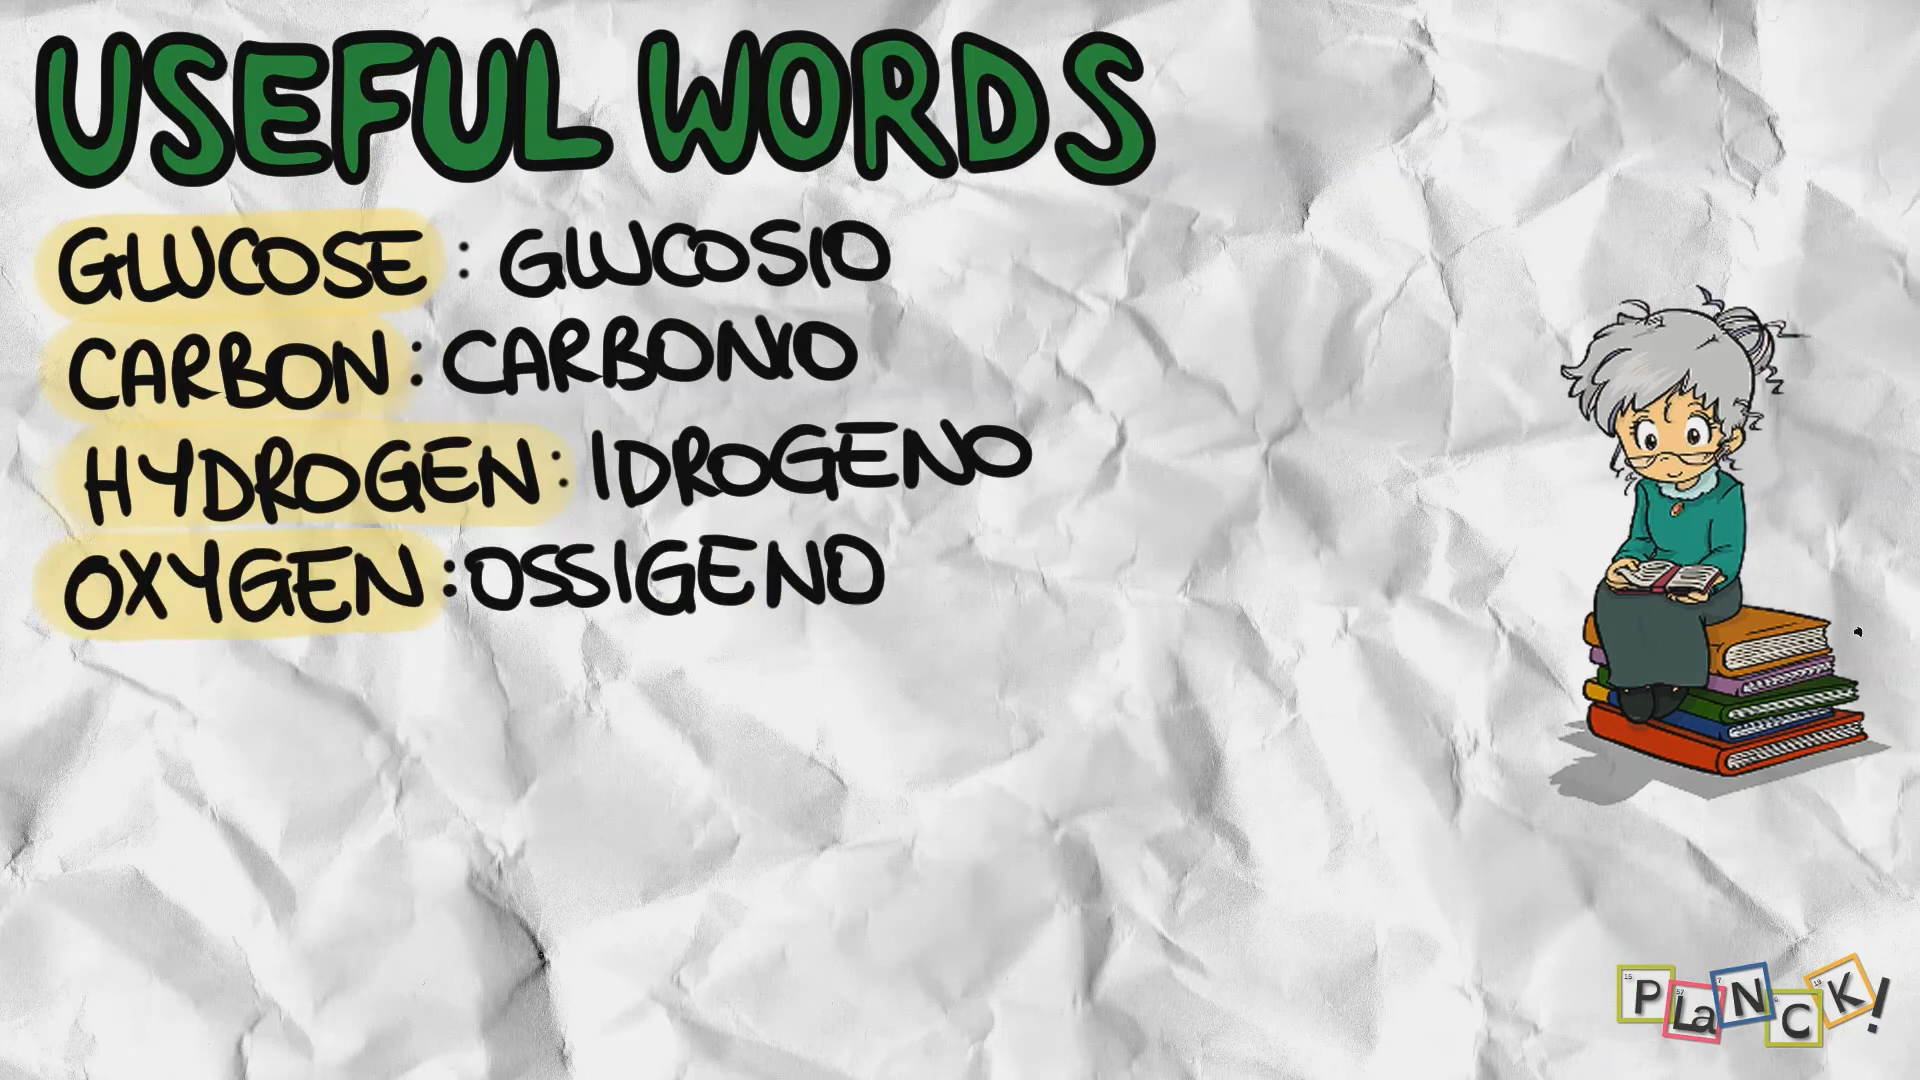 USEFUL WORDS
GLUCOSE: GLUCOSIO
CARBON: CARBONIO
HYDROGEN: IDROGENO
OXYGEN: OSSIGENO
PLaNCK!